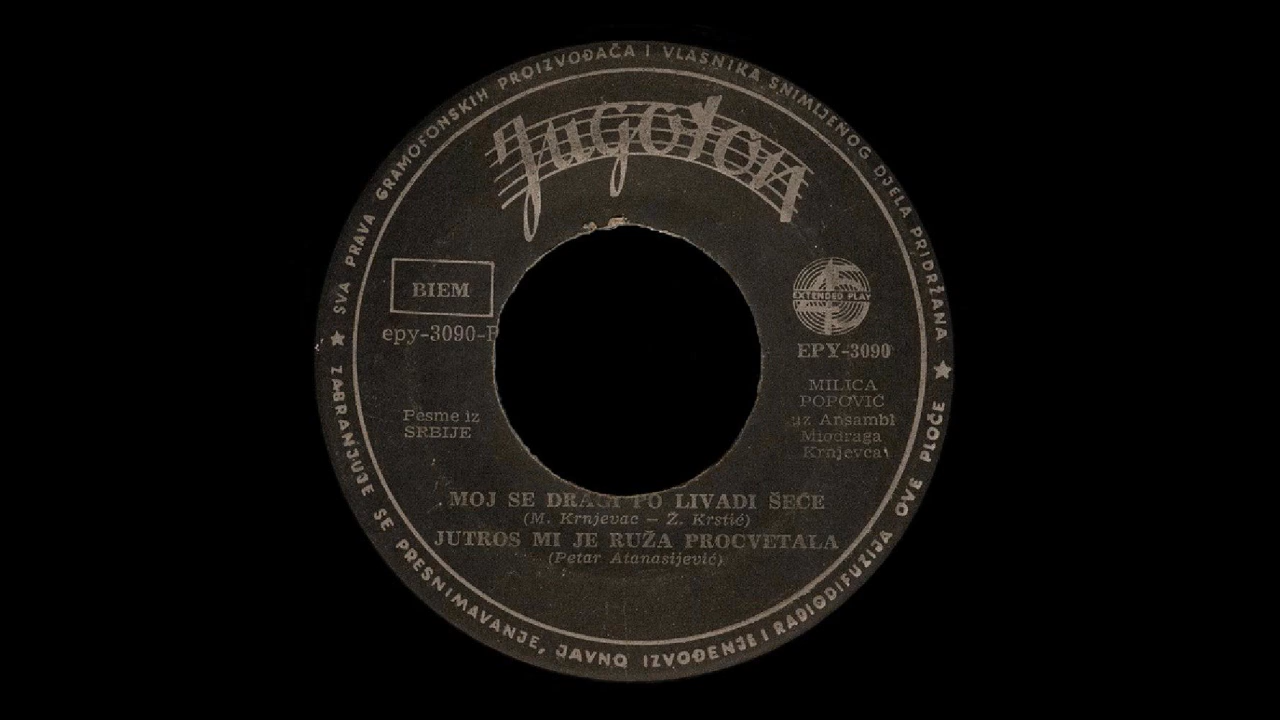 SVA PRAVA GRAMOFONSKIH PROIZVOĐAČA I VLASNIKA SNIMLJENOG DJELA PRIDRŽANA ★
Jugoton
BIEM
epy-3090-
EXTENDED PLAY
EPY-3090
Pesme iz
SRBIJE
MILICA
POPOVIĆ
uz Ansambl
Miodraga
Krnjevca
MOJ SE DRAGI PO LIVADI ŠEĆE
(M. Krnjevac — Ž. Krstić)
JUTROS MI JE RUŽA PROCVETALA
(Petar Atanasijević)
★ ZABRANJUJE SE PRESNIMAVANJE, JAVNO IZVOĐENJE I RADIODIFUZIJA OVE PLOČE